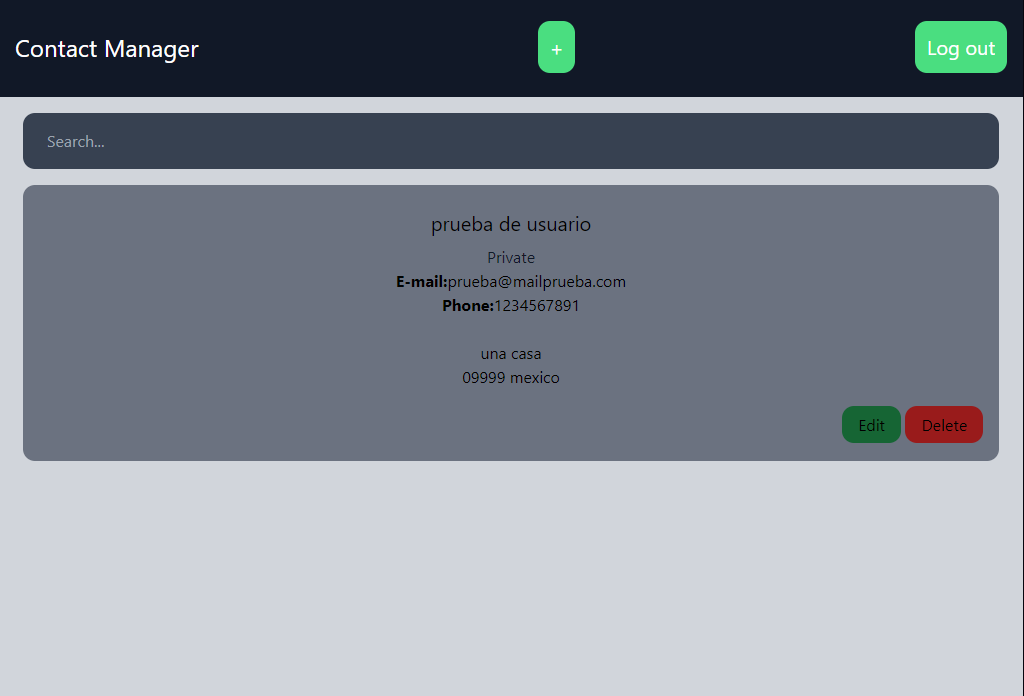 Contact Manager
+
Log out
Search...
prueba de usuario
Private
E-mail:prueba@mailprueba.com
Phone:1234567891
una casa
09999 mexico
Edit
Delete